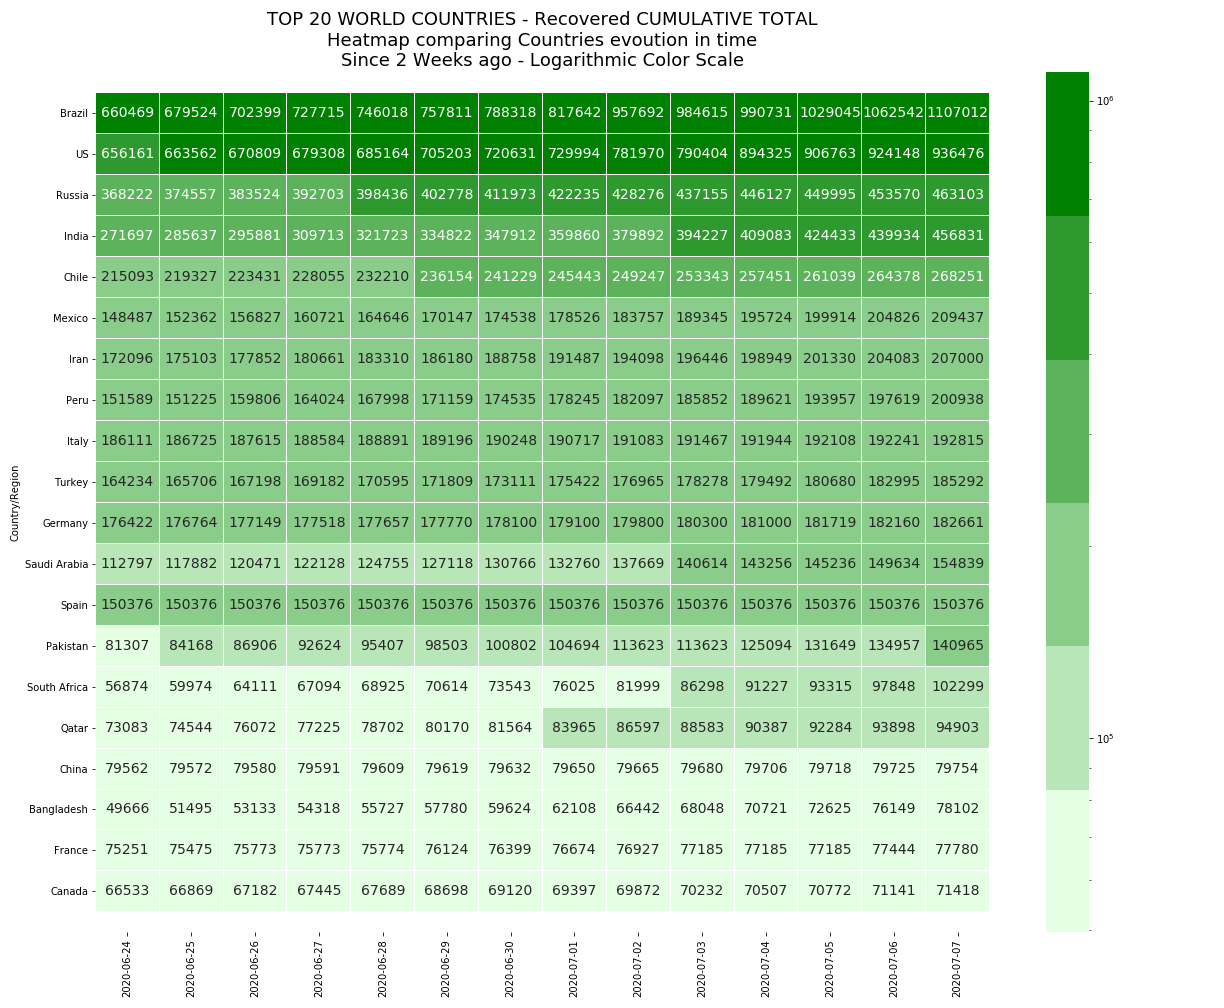 TOP 20 WORLD COUNTRIES - Recovered CUMULATIVE TOTAL
Heatmap comparing Countries evoution in time
Since 2 Weeks ago - Logarithmic Color Scale
Country/Region
Brazil 660469 679524 702399 727715 746018 757811 788318 817642 957692 984615 990731 1029045 1062542 1107012
US 656161 663562 670809 679308 685164 705203 720631 729994 781970 790404 894325 906763 924148 936476
Russia 368222 374557 383524 392703 398436 402778 411973 422235 428276 437155 446127 449995 453570 463103
India 271697 285637 295881 309713 321723 334822 347912 359860 379892 394227 409083 424433 439934 456831
Chile 215093 219327 223431 228055 232210 236154 241229 245443 249247 253343 257451 261039 264378 268251
Mexico 148487 152362 156827 160721 164646 170147 174538 178526 183757 189345 195724 199914 204826 209437
Iran 172096 175103 177852 180661 183310 186180 188758 191487 194098 196446 198949 201330 204083 207000
Peru 151589 151225 159806 164024 167998 171159 174535 178245 182097 185852 189621 193957 197619 200938
Italy 186111 186725 187615 188584 188891 189196 190248 190717 191083 191467 191944 192108 192241 192815
Turkey 164234 165706 167198 169182 170595 171809 173111 175422 176965 178278 179492 180680 182995 185292
Germany 176422 176764 177149 177518 177657 177770 178100 179100 179800 180300 181000 181719 182160 182661
Saudi Arabia 112797 117882 120471 122128 124755 127118 130766 132760 137669 140614 143256 145236 149634 154839
Spain 150376 150376 150376 150376 150376 150376 150376 150376 150376 150376 150376 150376 150376 150376
Pakistan 81307 84168 86906 92624 95407 98503 100802 104694 113623 113623 125094 131649 134957 140965
South Africa 56874 59974 64111 67094 68925 70614 73543 76025 81999 86298 91227 93315 97848 102299
Qatar 73083 74544 76072 77225 78702 80170 81564 83965 86597 88583 90387 92284 93898 94903
China 79562 79572 79580 79591 79609 79619 79632 79650 79665 79680 79706 79718 79725 79754
Bangladesh 49666 51495 53133 54318 55727 57780 59624 62108 66442 68048 70721 72625 76149 78102
France 75251 75475 75773 75773 75774 76124 76399 76674 76927 77185 77185 77185 77444 77780
Canada 66533 66869 67182 67445 67689 68698 69120 69397 69872 70232 70507 70772 71141 71418
2020-06-24 2020-06-25 2020-06-26 2020-06-27 2020-06-28 2020-06-29 2020-06-30 2020-07-01 2020-07-02 2020-07-03 2020-07-04 2020-07-05 2020-07-06 2020-07-07
10⁶
10⁵